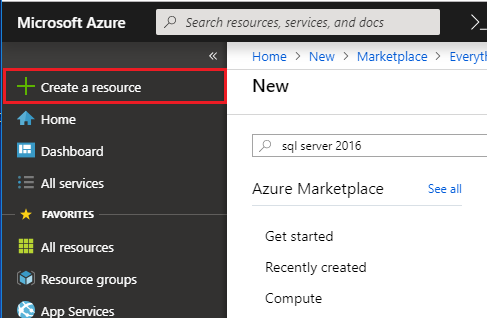 Microsoft Azure
Search resources, services, and docs
«
Create a resource
Home
Dashboard
All services
FAVORITES
All resources
Resource groups
App Services
Home > New > Marketplace > Everyth
New
sql server 2016
Azure Marketplace
See all
Get started
Recently created
Compute